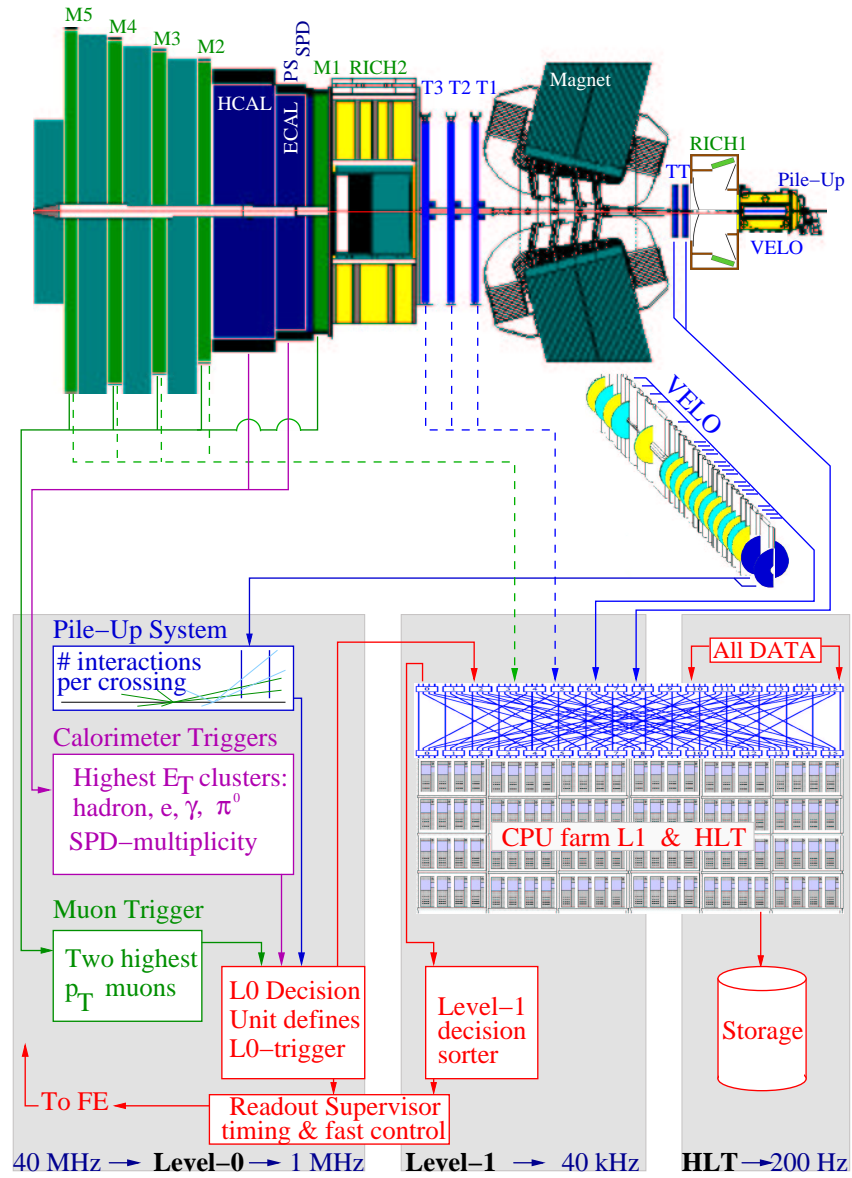 M5
M4
M3
M2
HCAL
PS
SPD
ECAL
M1
RICH2
T3 T2 T1
Magnet
TT
RICH1
Pile−Up
VELO
VELO
Pile−Up System
# interactions
per crossing
Calorimeter Triggers
Highest E_T clusters:
hadron, e, γ, π⁰
SPD−multiplicity
Muon Trigger
Two highest
p_T muons
L0 Decision
Unit defines
L0−trigger
To FE
Readout Supervisor
timing & fast control
Level−1
decision
sorter
All DATA
CPU farm L1 & HLT
Storage
40 MHz → Level−0 → 1 MHz
Level−1 → 40 kHz
HLT → 200 Hz